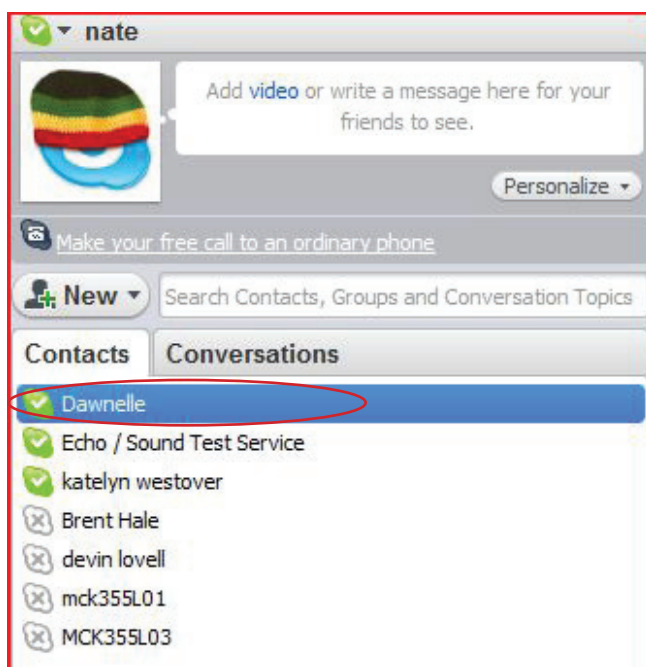 nate
Add video or write a message here for your
friends to see.
Personalize
Make your free call to an ordinary phone
New
Search Contacts, Groups and Conversation Topics
Contacts
Conversations
Dawnelle
Echo / Sound Test Service
katelyn westover
Brent Hale
devin lovell
mck355L01
MCK355L03